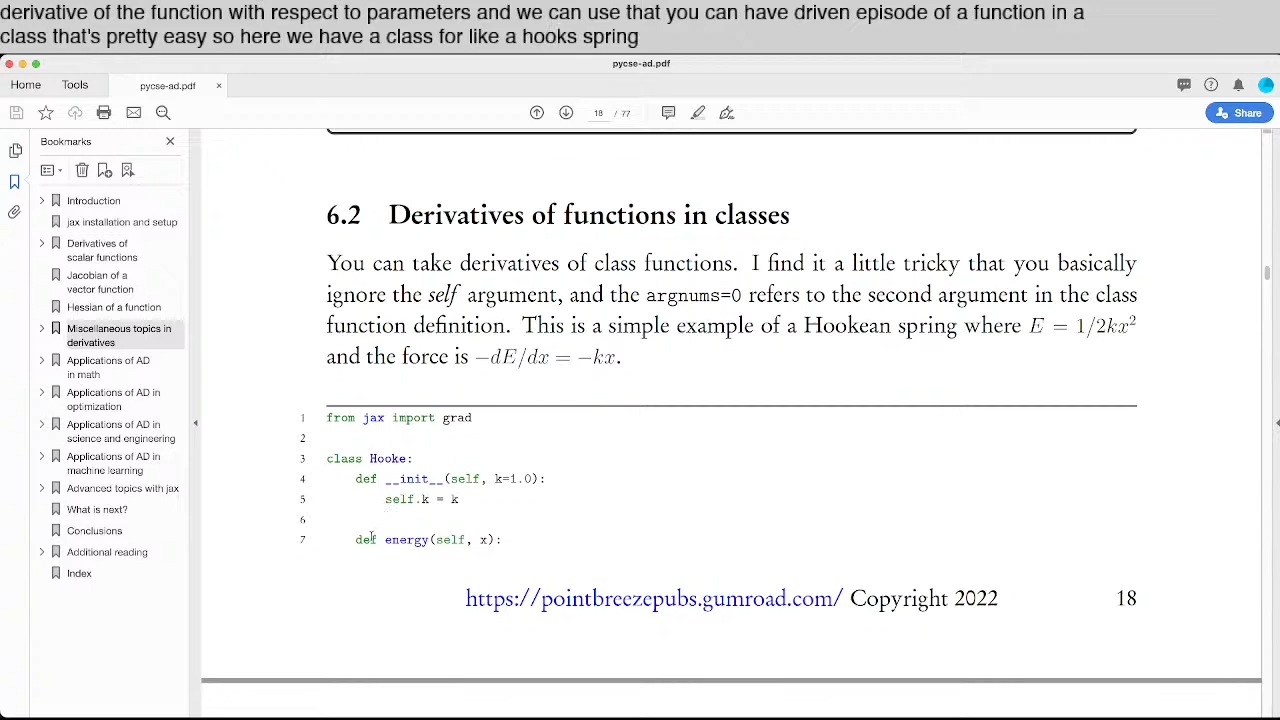 derivative of the function with respect to parameters and we can use that you can have driven episode of a function in a
class that's pretty easy so here we have a class for like a hooks spring
pycse-ad.pdf
Home
Tools
pycse-ad.pdf
×
18 / 77
Share
Bookmarks
Introduction
jax installation and setup
Derivatives of
scalar functions
Jacobian of a
vector function
Hessian of a function
Miscellaneous topics in
derivatives
Applications of AD
in math
Applications of AD in
optimization
Applications of AD in
science and engineering
Applications of AD in
machine learning
Advanced topics with jax
What is next?
Conclusions
Additional reading
Index
6.2 Derivatives of functions in classes
You can take derivatives of class functions. I find it a little tricky that you basically
ignore the self argument, and the argnums=0 refers to the second argument in the class
function definition. This is a simple example of a Hookean spring where E = 1/2kx²
and the force is −dE/dx = −kx.
1 from jax import grad
2
3 class Hooke:
4 def __init__(self, k=1.0):
5 self.k = k
6
7 def energy(self, x):
https://pointbreezepubs.gumroad.com/ Copyright 2022 18